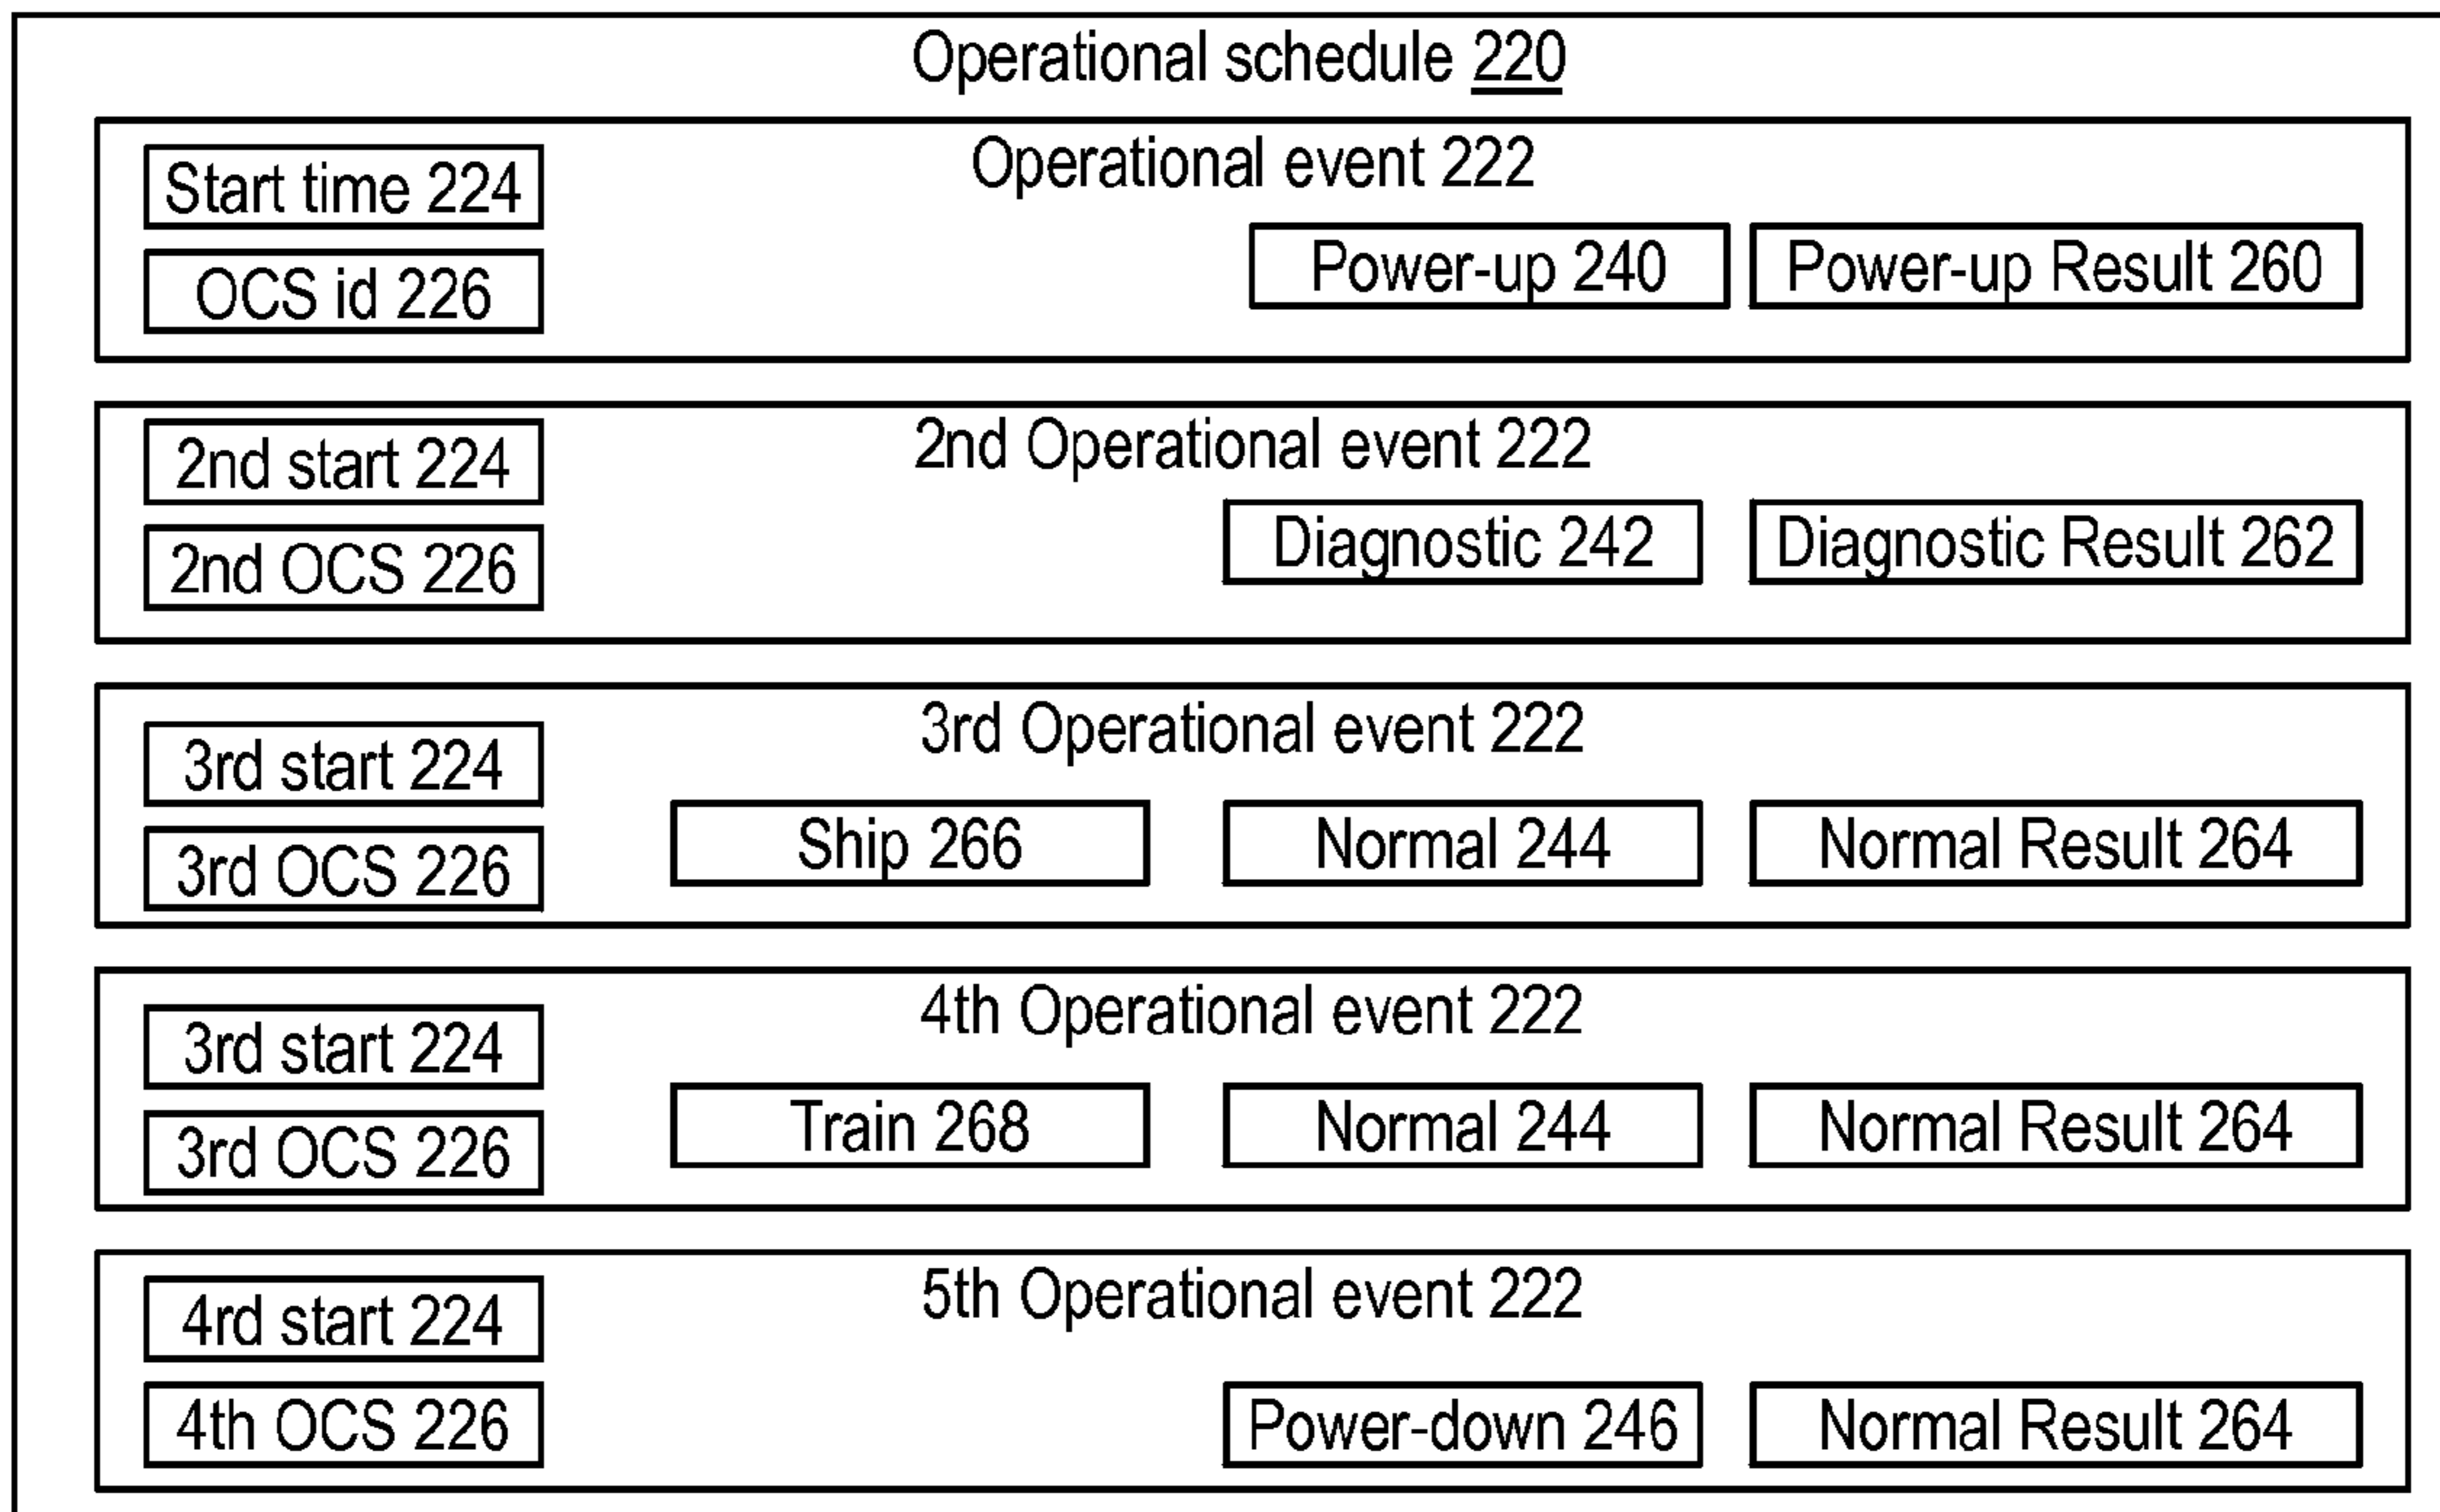 Operational schedule 220
Operational event 222
Start time 224
OCS id 226
Power-up 240
Power-up Result 260
2nd Operational event 222
2nd start 224
2nd OCS 226
Diagnostic 242
Diagnostic Result 262
3rd Operational event 222
3rd start 224
3rd OCS 226
Ship 266
Normal 244
Normal Result 264
4th Operational event 222
3rd start 224
3rd OCS 226
Train 268
Normal 244
Normal Result 264
5th Operational event 222
4rd start 224
4th OCS 226
Power-down 246
Normal Result 264